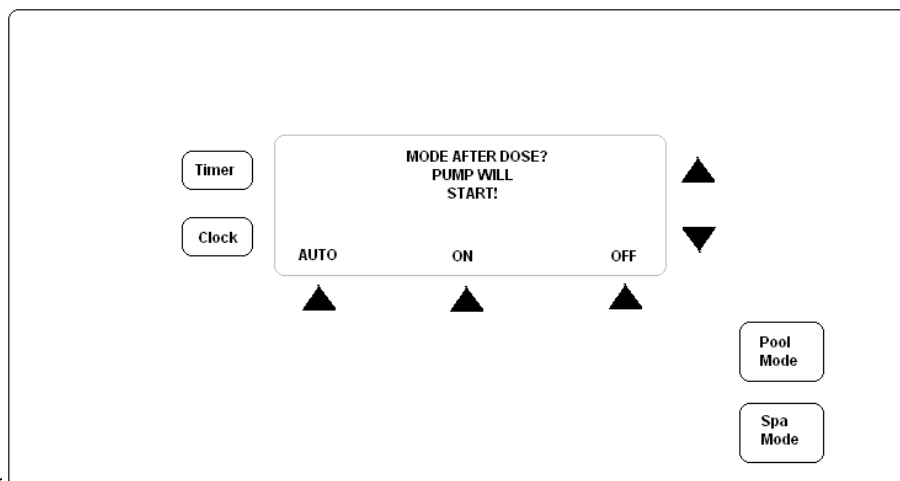 MODE AFTER DOSE?
PUMP WILL
START!
Timer
Clock
AUTO ON OFF
Pool
Mode
Spa
Mode